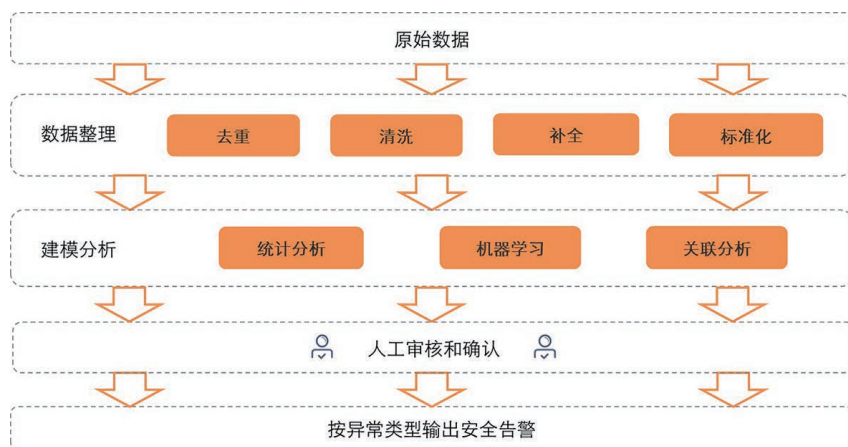 原始数据
数据整理 去重 清洗 补全 标准化
建模分析 统计分析 机器学习 关联分析
人工审核和确认
按异常类型输出安全告警